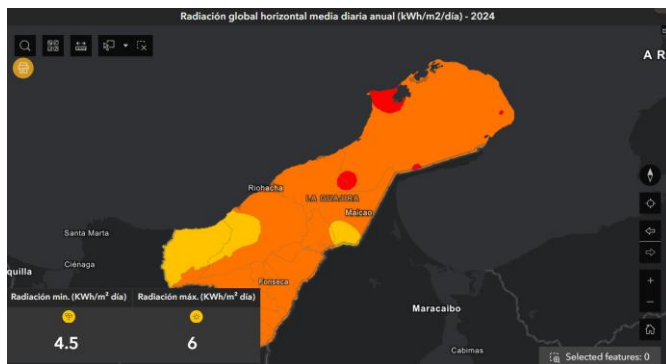 Radiación global horizontal media diaria anual (kWh/m2/día) - 2024
A R
Riohacha
LA GUAJIRA
Maicao
Santa Marta
Ciénaga
quilla
Fonseca
Radiación min. (KWh/m² día)
Radiación máx. (KWh/m² día)
4.5
6
Maracaibo
Cabimas
Selected features: 0